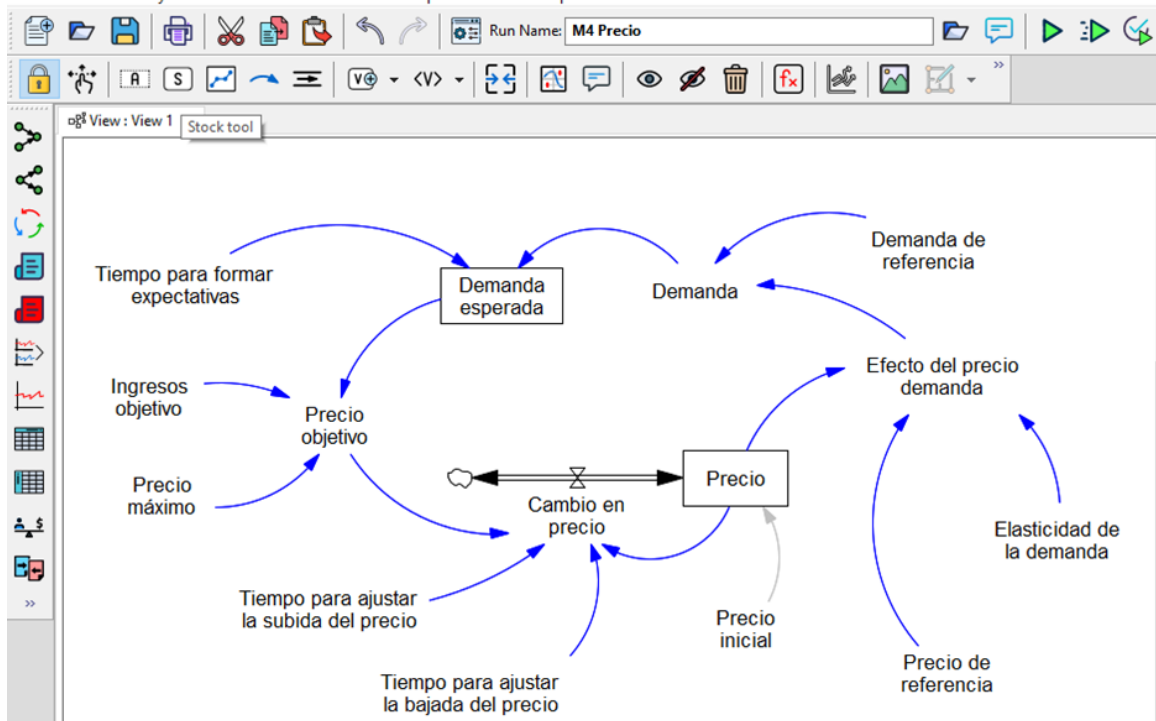 Run Name: M4 Precio
A S V <V> fx
View : View 1
Stock tool
Demanda de
referencia
Tiempo para formar
expectativas
Demanda
esperada
Demanda
Efecto del precio
demanda
Ingresos
objetivo
Precio
objetivo
Precio
máximo
Precio
Cambio en
precio
Elasticidad de
la demanda
Tiempo para ajustar
la subida del precio
Precio
inicial
Precio de
referencia
Tiempo para ajustar
la bajada del precio